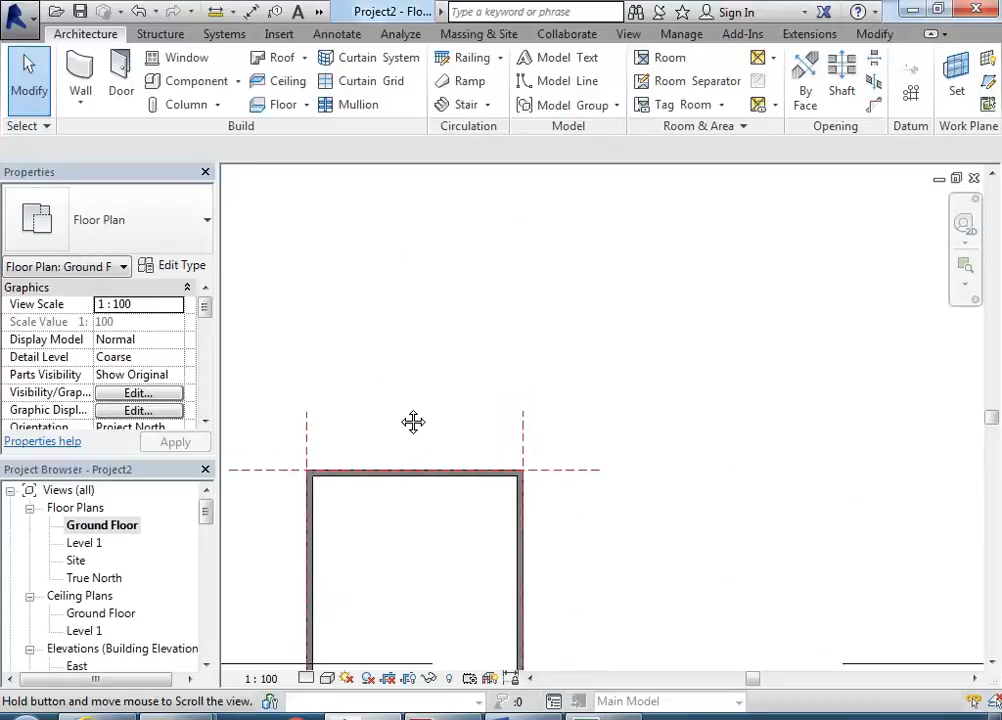 Project2 - Flo...
Type a keyword or phrase
Sign In
Architecture
Structure
Systems
Insert
Annotate
Analyze
Massing & Site
Collaborate
View
Manage
Add-Ins
Extensions
Modify
Modify
Wall
Door
Window
Component
Column
Roof
Ceiling
Floor
Curtain System
Curtain Grid
Mullion
Railing
Ramp
Stair
Model Text
Model Line
Model Group
Room
Room Separator
Tag Room
By
Face
Shaft
Set
Select
Build
Circulation
Model
Room & Area
Opening
Datum
Work Plane
Properties
Floor Plan
Floor Plan: Ground F
Edit Type
Graphics
View Scale
1 : 100
Scale Value 1:
100
Display Model
Normal
Detail Level
Coarse
Parts Visibility
Show Original
Visibility/Grap...
Edit...
Graphic Displ...
Edit...
Orientation
Project North
Properties help
Apply
Project Browser - Project2
Views (all)
Floor Plans
Ground Floor
Level 1
Site
True North
Ceiling Plans
Ground Floor
Level 1
Elevations (Building Elevation
East
2D
1 : 100
Hold button and move mouse to Scroll the view.
:0
Main Model